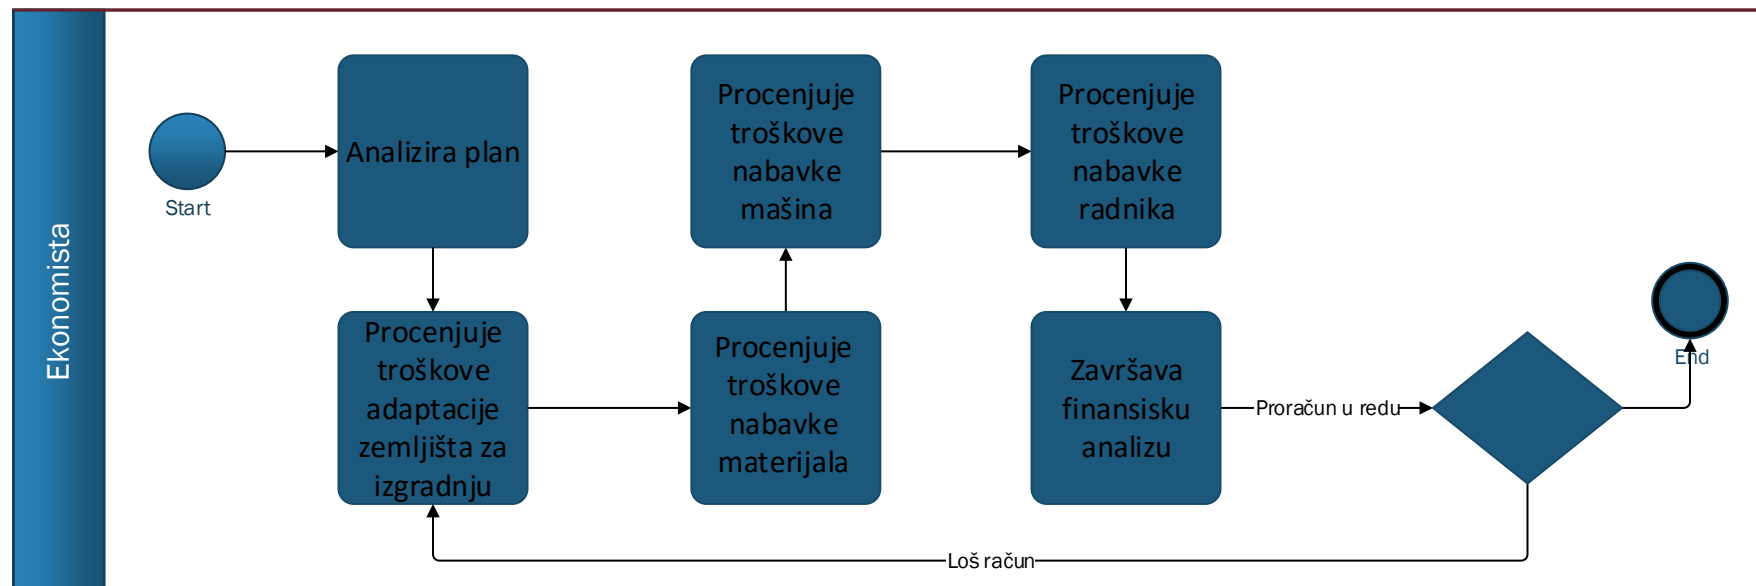 Ekonomista
Start
Analizira plan
Procenjuje
troškove
adaptacije
zemljišta za
izgradnju
Procenjuje
troškove
nabavke
materijala
Procenjuje
troškove
nabavke
mašina
Procenjuje
troškove
nabavke
radnika
Završava
finansisku
analizu
Proračun u redu
Loš račun
End